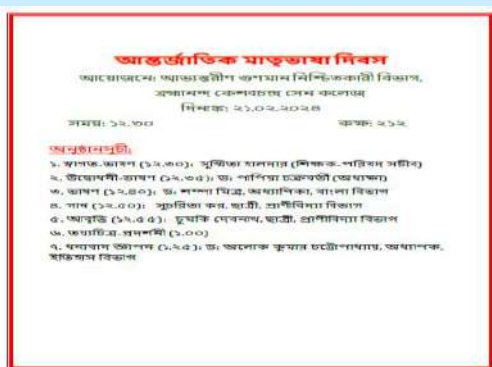 আন্তর্জাতিক মাতৃভাষা দিবস
আয়োজনে: আভ্যন্তরীণ গুণমান নিশ্চিতকারী বিভাগ,
ব্রহ্মানন্দ কেশবচন্দ্র সেন কলেজ
দিনাঙ্ক: ২১.০২.২০২৪
সময়: ১২.৩০ কক্ষ: ২১২
অনুষ্ঠানসূচী:
১. স্বাগত-ভাষণ (১২.৩০): সুস্মিতা হালদার (শিক্ষক-পরিষদ সচিব)
২. উদ্বোধনী-ভাষণ (১২.৩৫): ড: পাপিয়া চক্রবর্তী (অধ্যক্ষা)
৩. ভাষণ (১২.৪০): ড: শম্পা মিত্র, অধ্যাপিকা, বাংলা বিভাগ
৪. গান (১২.৫০): সুচরিতা কর, ছাত্রী, প্রাণীবিদ্যা বিভাগ
৫. আবৃত্তি (১২.৫৫): চুমকি দেবনাথ, ছাত্রী, প্রাণীবিদ্যা বিভাগ
৬. তথ্যচিত্র-প্রদর্শনী (১.০০)
৭. ধন্যবাদ জ্ঞাপন (১.২৫): ড: অলোক কুমার চট্টোপাধ্যায়, অধ্যাপক,
ইতিহাস বিভাগ